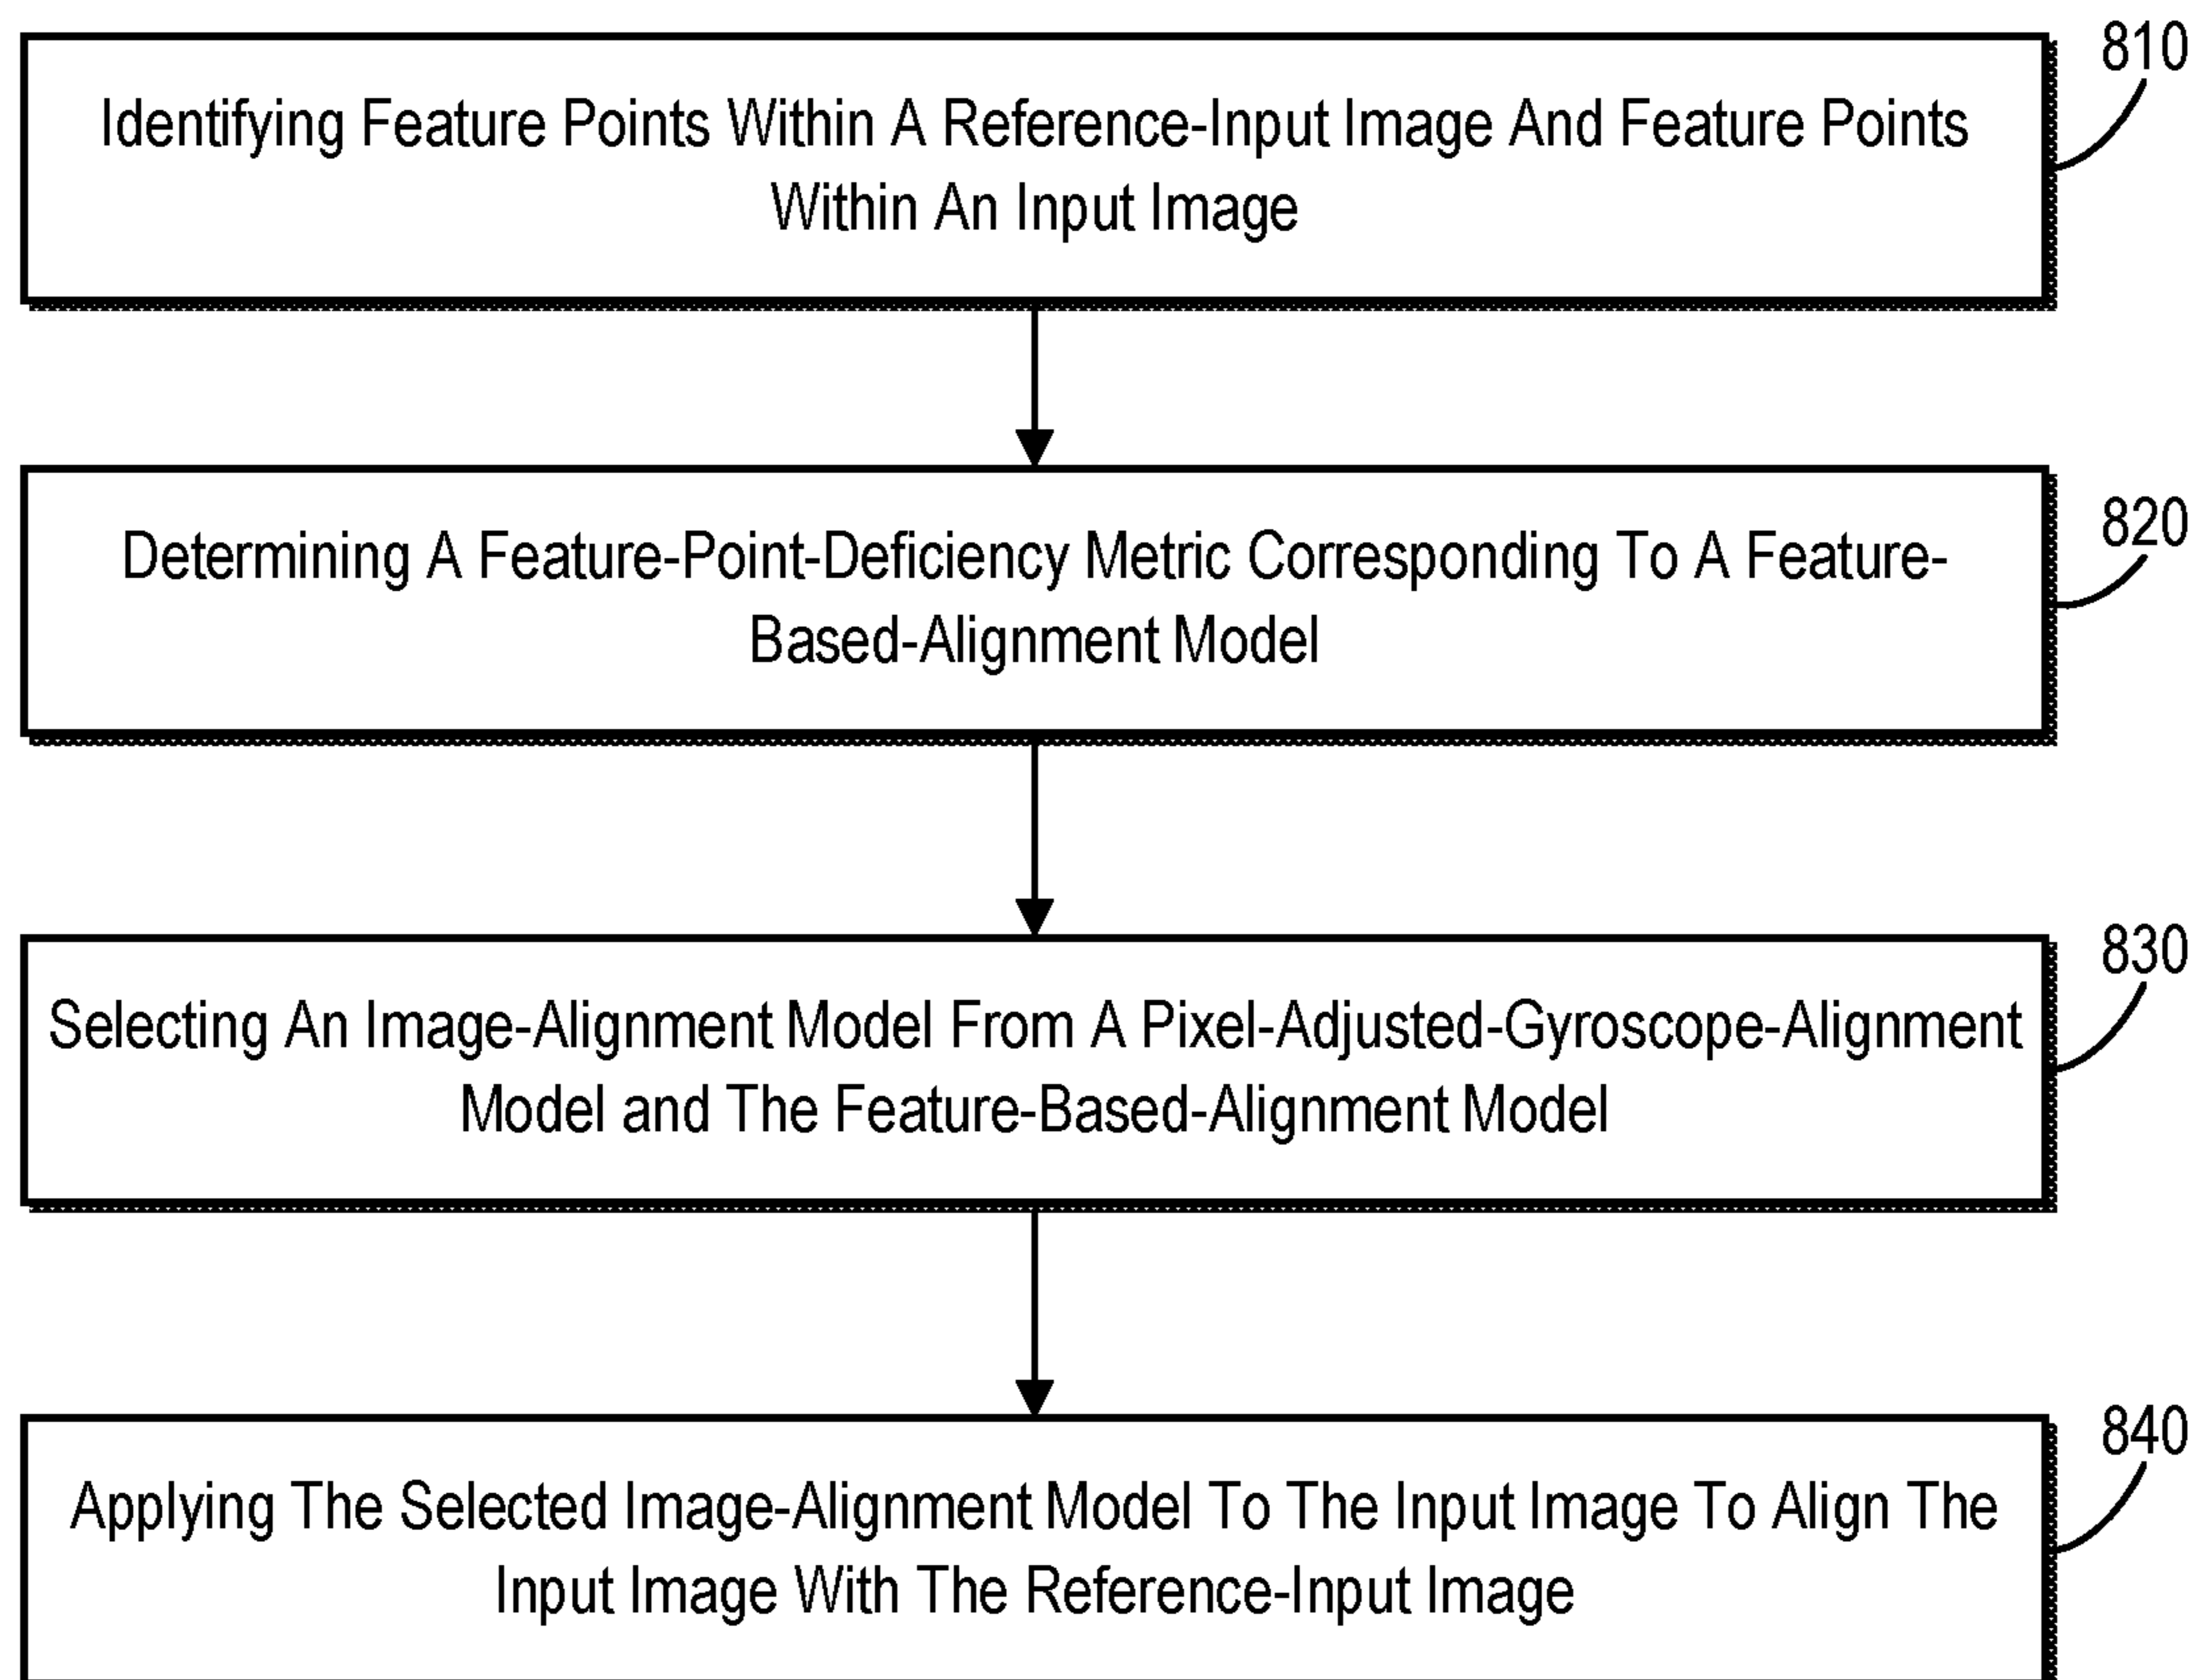 810
Identifying Feature Points Within A Reference-Input Image And Feature Points
Within An Input Image
820
Determining A Feature-Point-Deficiency Metric Corresponding To A Feature-
Based-Alignment Model
830
Selecting An Image-Alignment Model From A Pixel-Adjusted-Gyroscope-Alignment
Model and The Feature-Based-Alignment Model
840
Applying The Selected Image-Alignment Model To The Input Image To Align The
Input Image With The Reference-Input Image